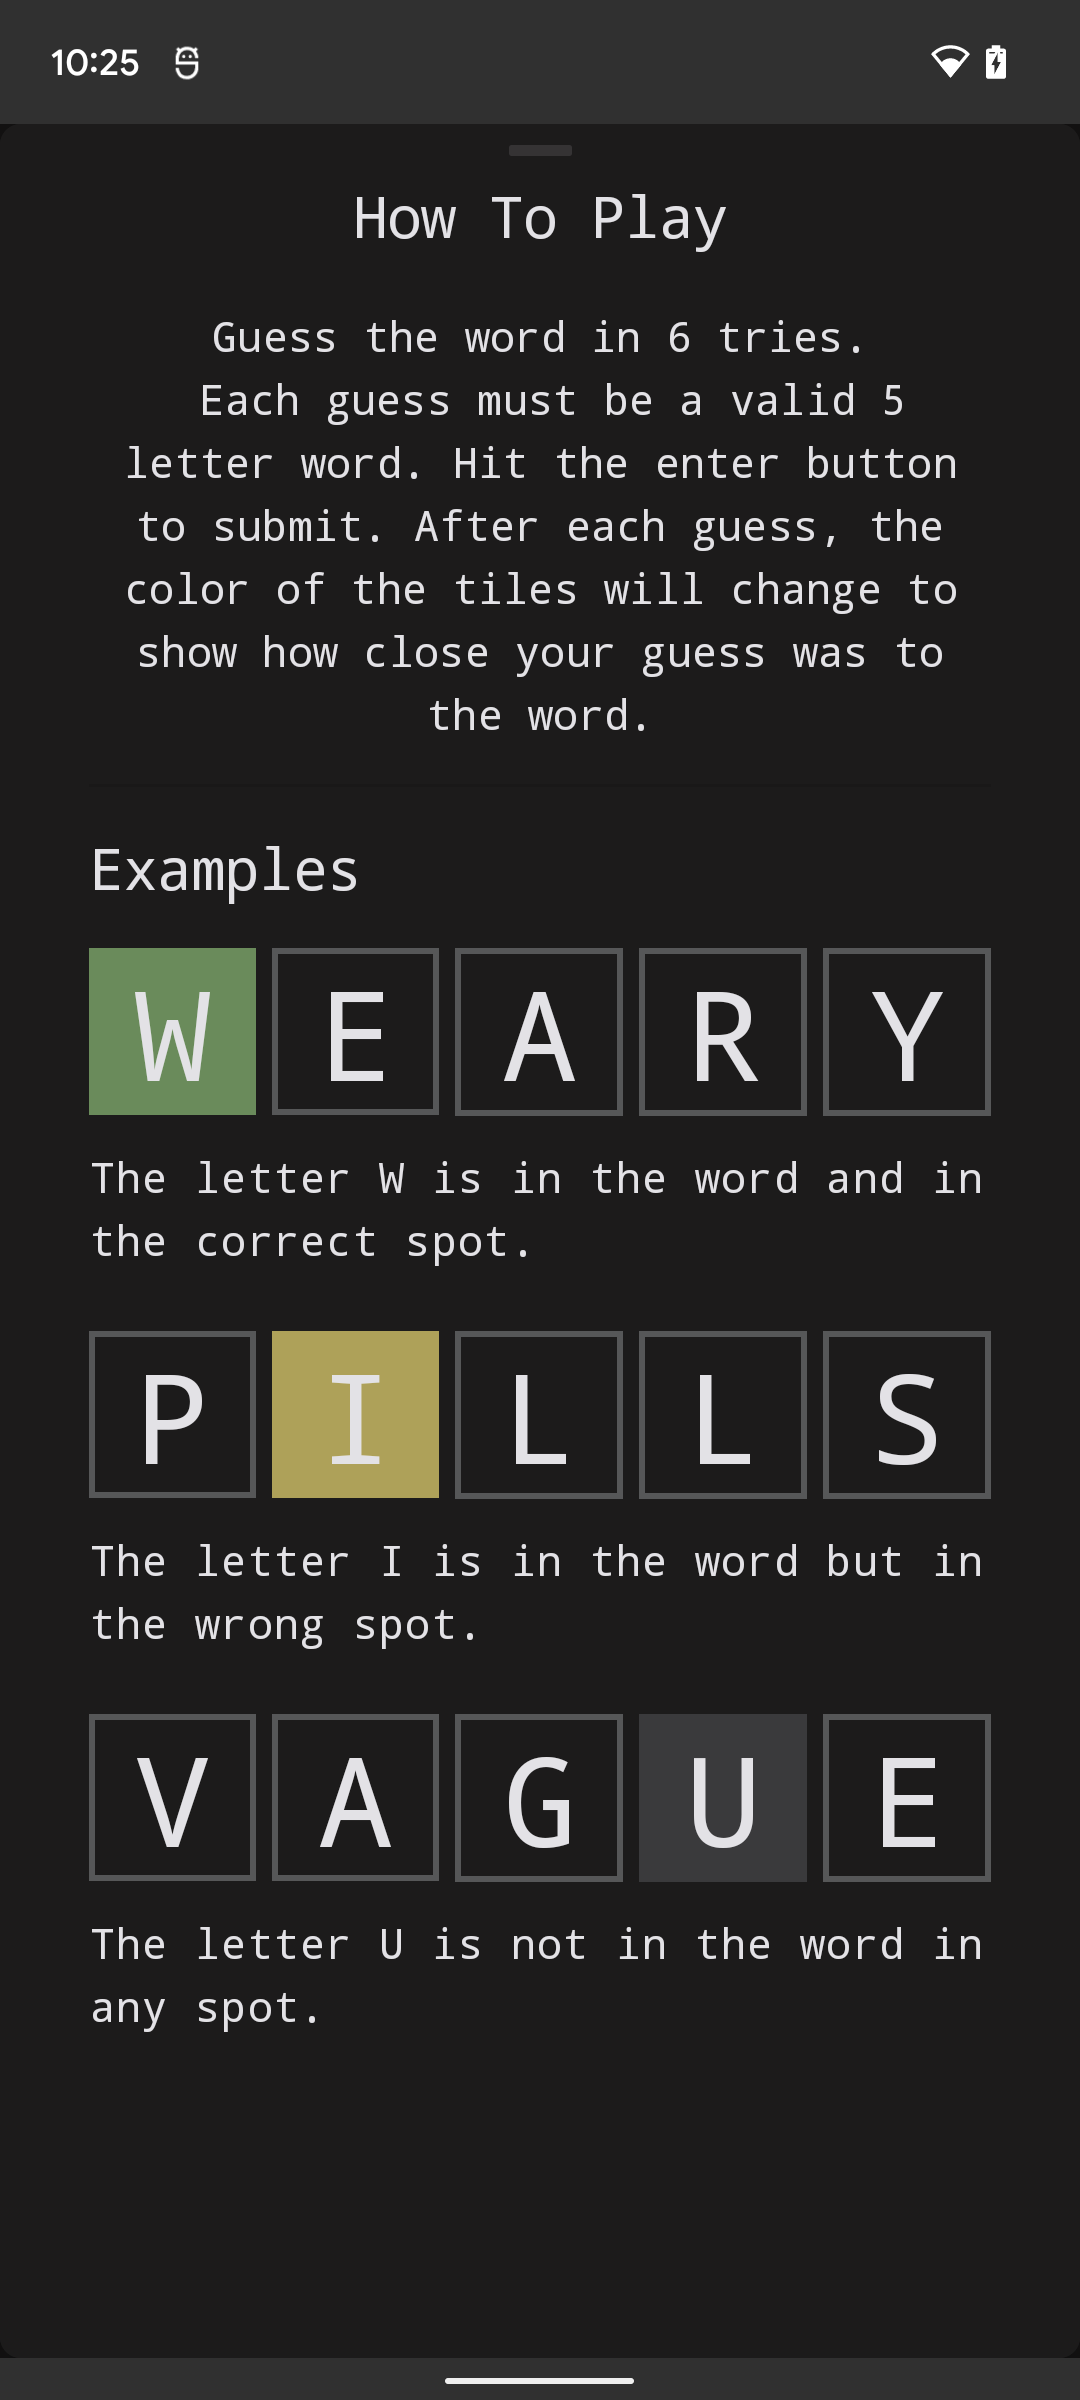 10:25
How To Play
Guess the word in 6 tries.
Each guess must be a valid 5
letter word. Hit the enter button
to submit. After each guess, the
color of the tiles will change to
show how close your guess was to
the word.
Examples
W E A R Y
The letter W is in the word and in
the correct spot.
P I L L S
The letter I is in the word but in
the wrong spot.
V A G U E
The letter U is not in the word in
any spot.